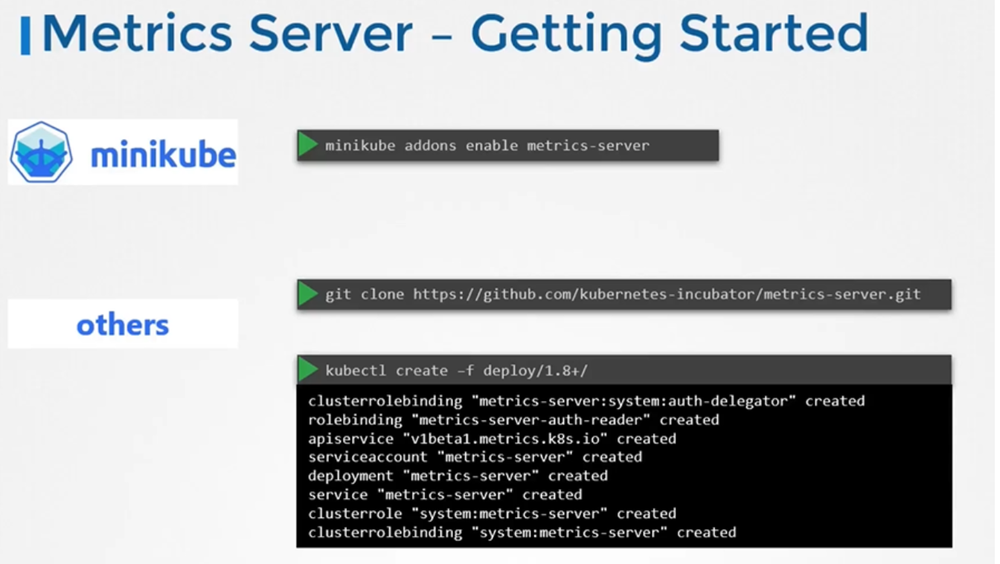 Metrics Server – Getting Started
minikube
minikube addons enable metrics-server
others
git clone https://github.com/kubernetes-incubator/metrics-server.git
kubectl create –f deploy/1.8+/
clusterrolebinding "metrics-server:system:auth-delegator" created
rolebinding "metrics-server-auth-reader" created
apiservice "v1beta1.metrics.k8s.io" created
serviceaccount "metrics-server" created
deployment "metrics-server" created
service "metrics-server" created
clusterrole "system:metrics-server" created
clusterrolebinding "system:metrics-server" created